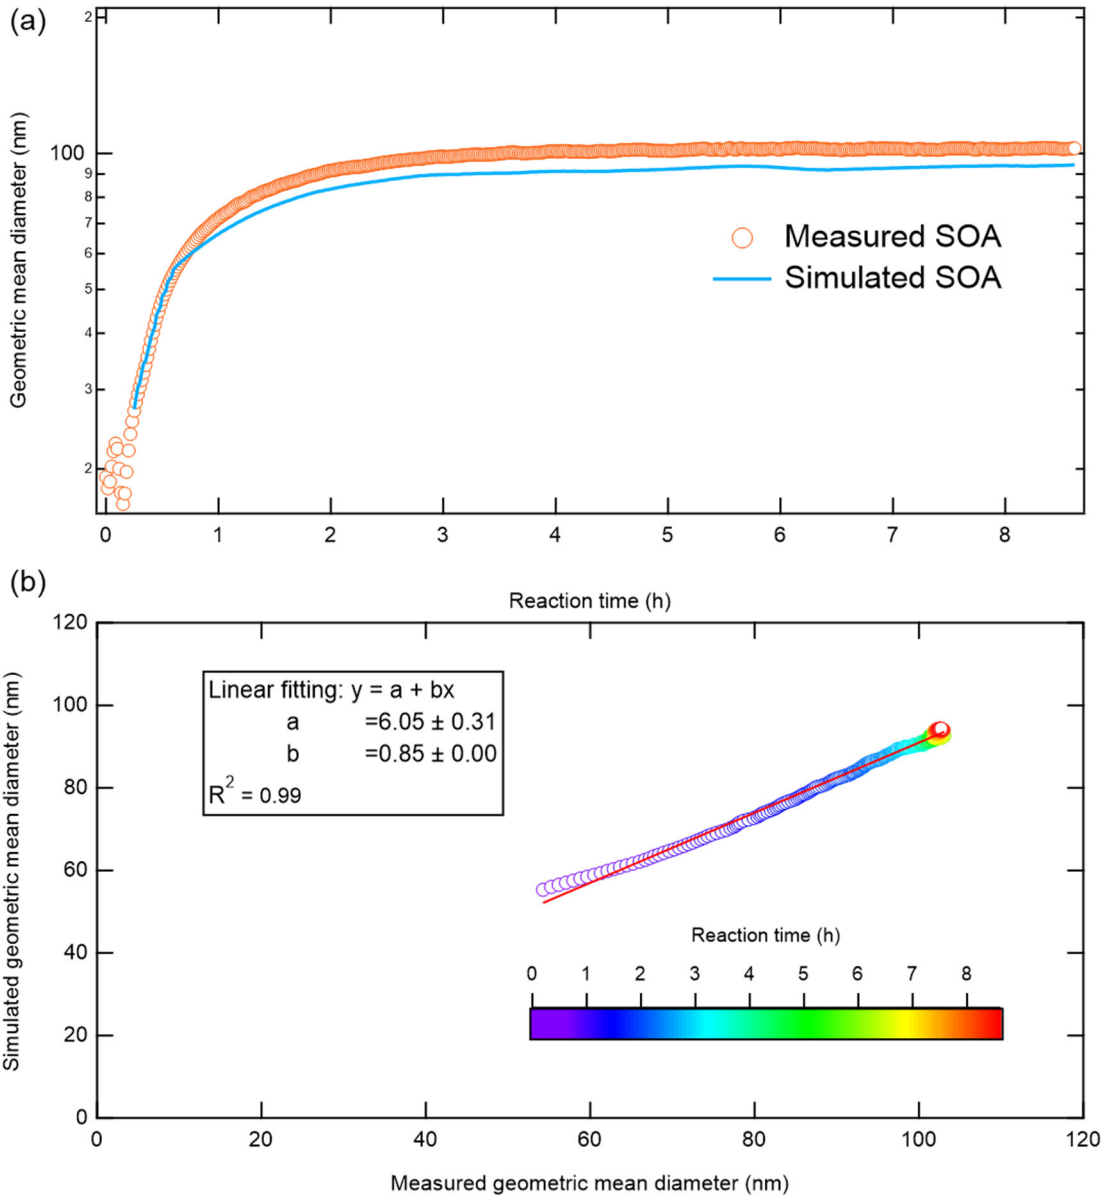 (a)
Geometric mean diameter (nm)
2
100
9
8
7
6
5
4
3
2
Measured SOA
Simulated SOA
0 1 2 3 4 5 6 7 8
Reaction time (h)
(b)
Simulated geometric mean diameter (nm)
120
100
80
60
40
20
0
Linear fitting: y = a + bx
a =6.05 ± 0.31
b =0.85 ± 0.00
R² = 0.99
Reaction time (h)
0 1 2 3 4 5 6 7 8
0 20 40 60 80 100 120
Measured geometric mean diameter (nm)